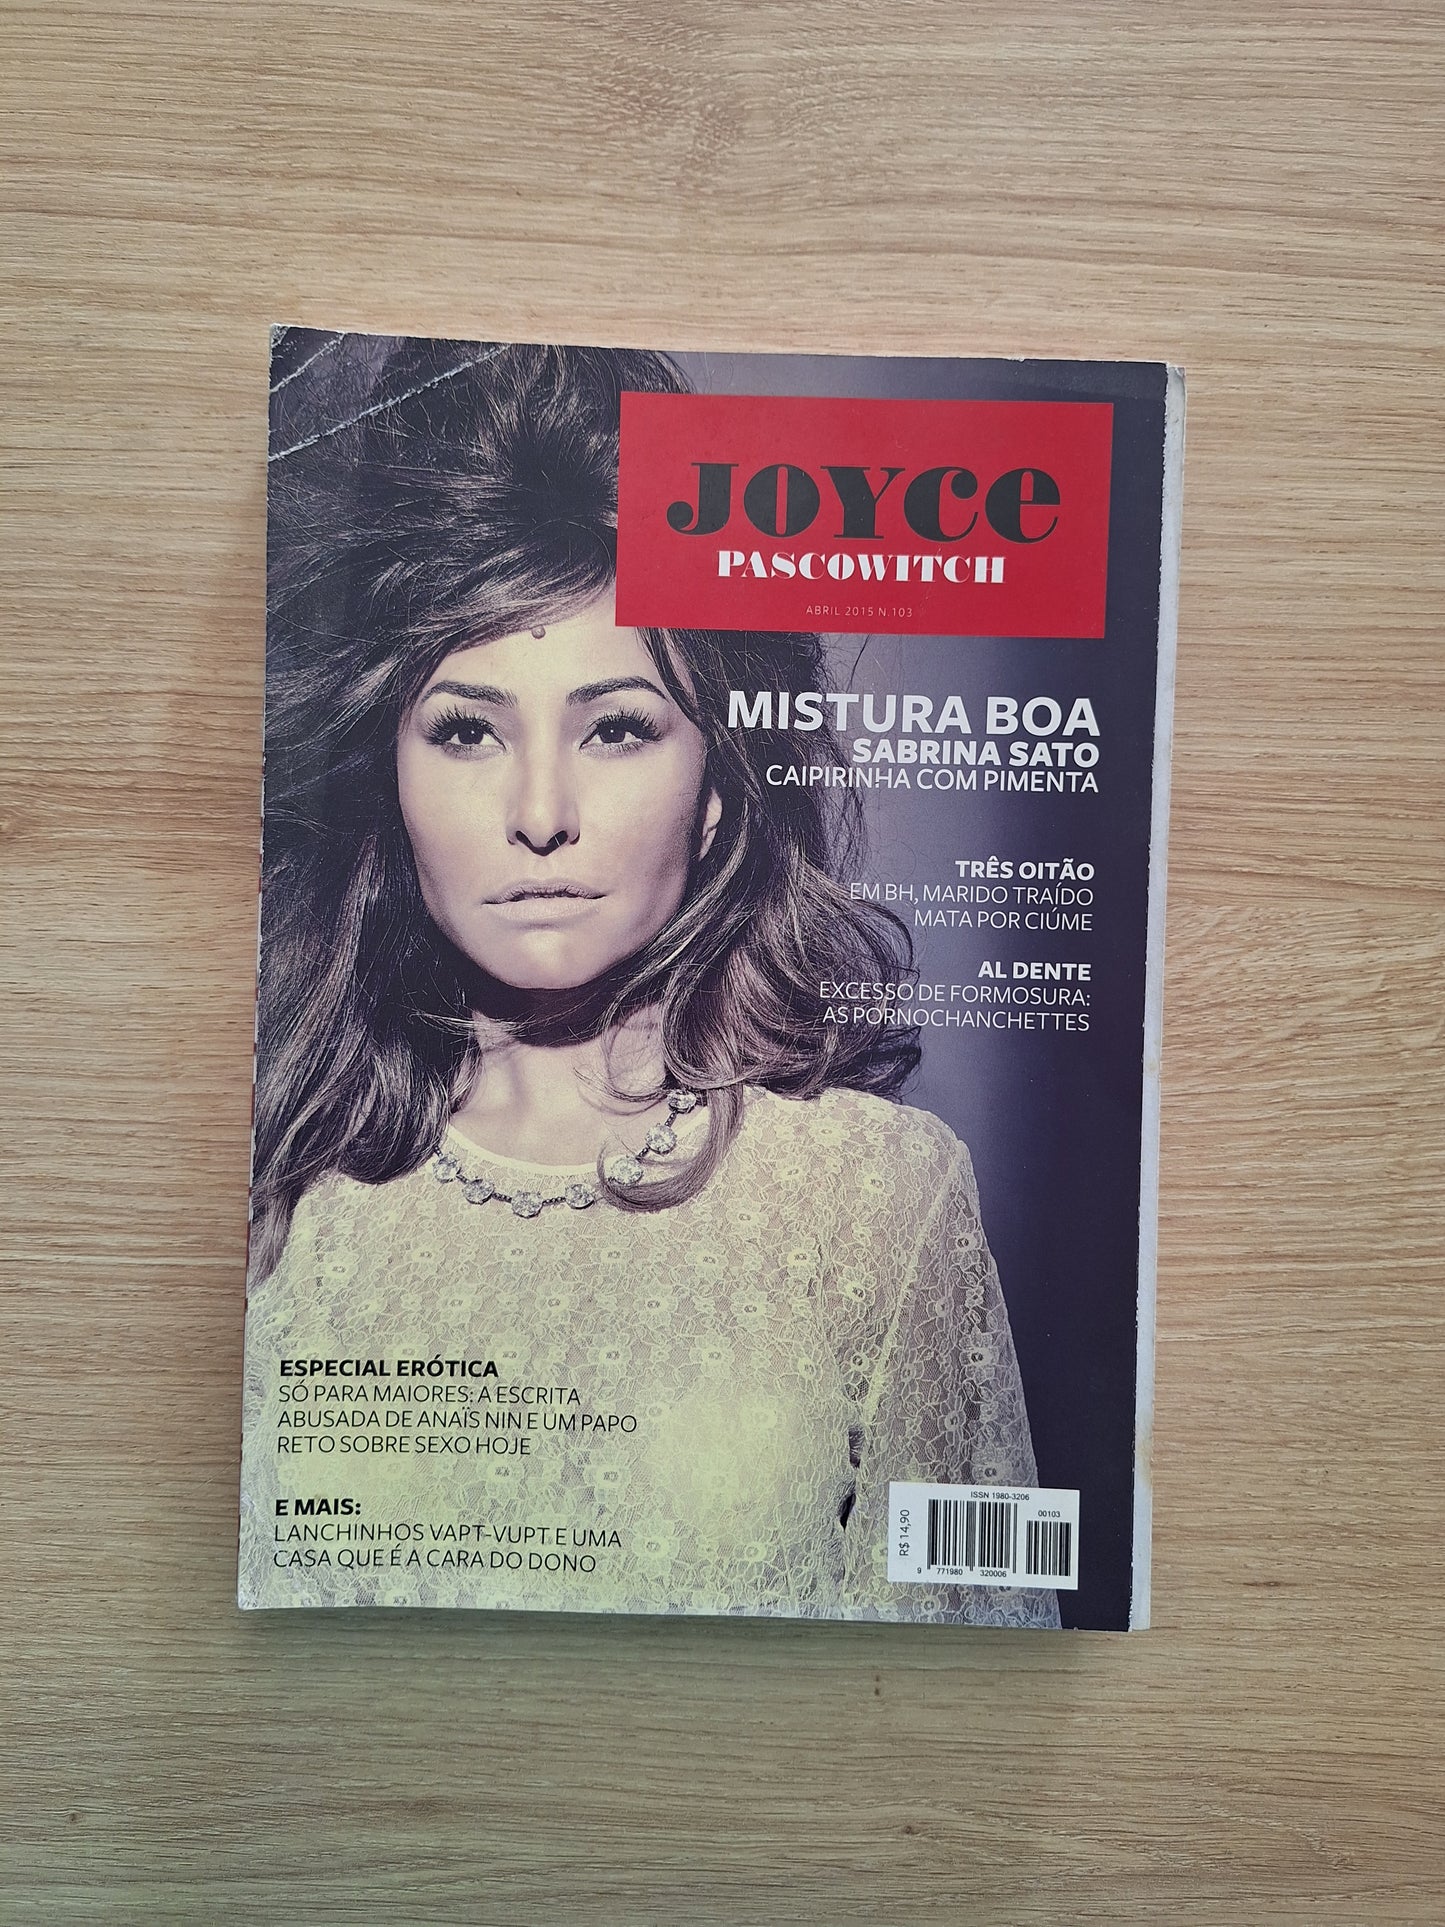 JOYCE
PASCOWITCH
ABRIL 2015 N.103
MISTURA BOA
SABRINA SATO
CAIPIRINHA COM PIMENTA
TRÊS OITÃO
EM BH, MARIDO TRAÍDO
MATA POR CIÚME
AL DENTE
EXCESSO DE FORMOSURA:
AS PORNOCHANCHETTES
ESPECIAL ERÓTICA
SÓ PARA MAIORES: A ESCRITA
ABUSADA DE ANAÏS NIN E UM PAPO
RETO SOBRE SEXO HOJE
E MAIS:
LANCHINHOS VAPT-VUPT E UMA
CASA QUE É A CARA DO DONO
R$ 14,90
ISSN 1980-3206
00103
9 771980 320006